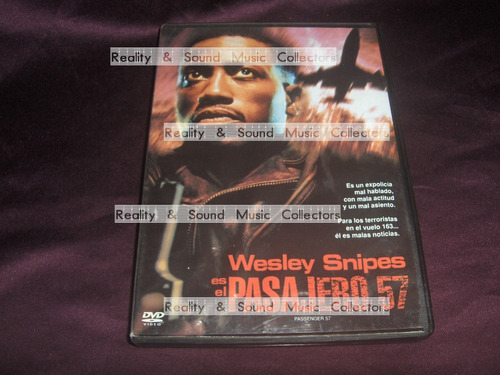 Reality & Sound Music Collectors
Reality & Sound Music Collectors
Es un expolicía
mal hablado,
con mala actitud
y un mal asiento.
Reality & Sound Music Collectors
Para los terroristas
en el vuelo 163...
él es malas noticias.
Wesley Snipes
es el PASAJERO 57
Reality & Sound Music Collectors
DVD
VIDEO
PASSENGER 57